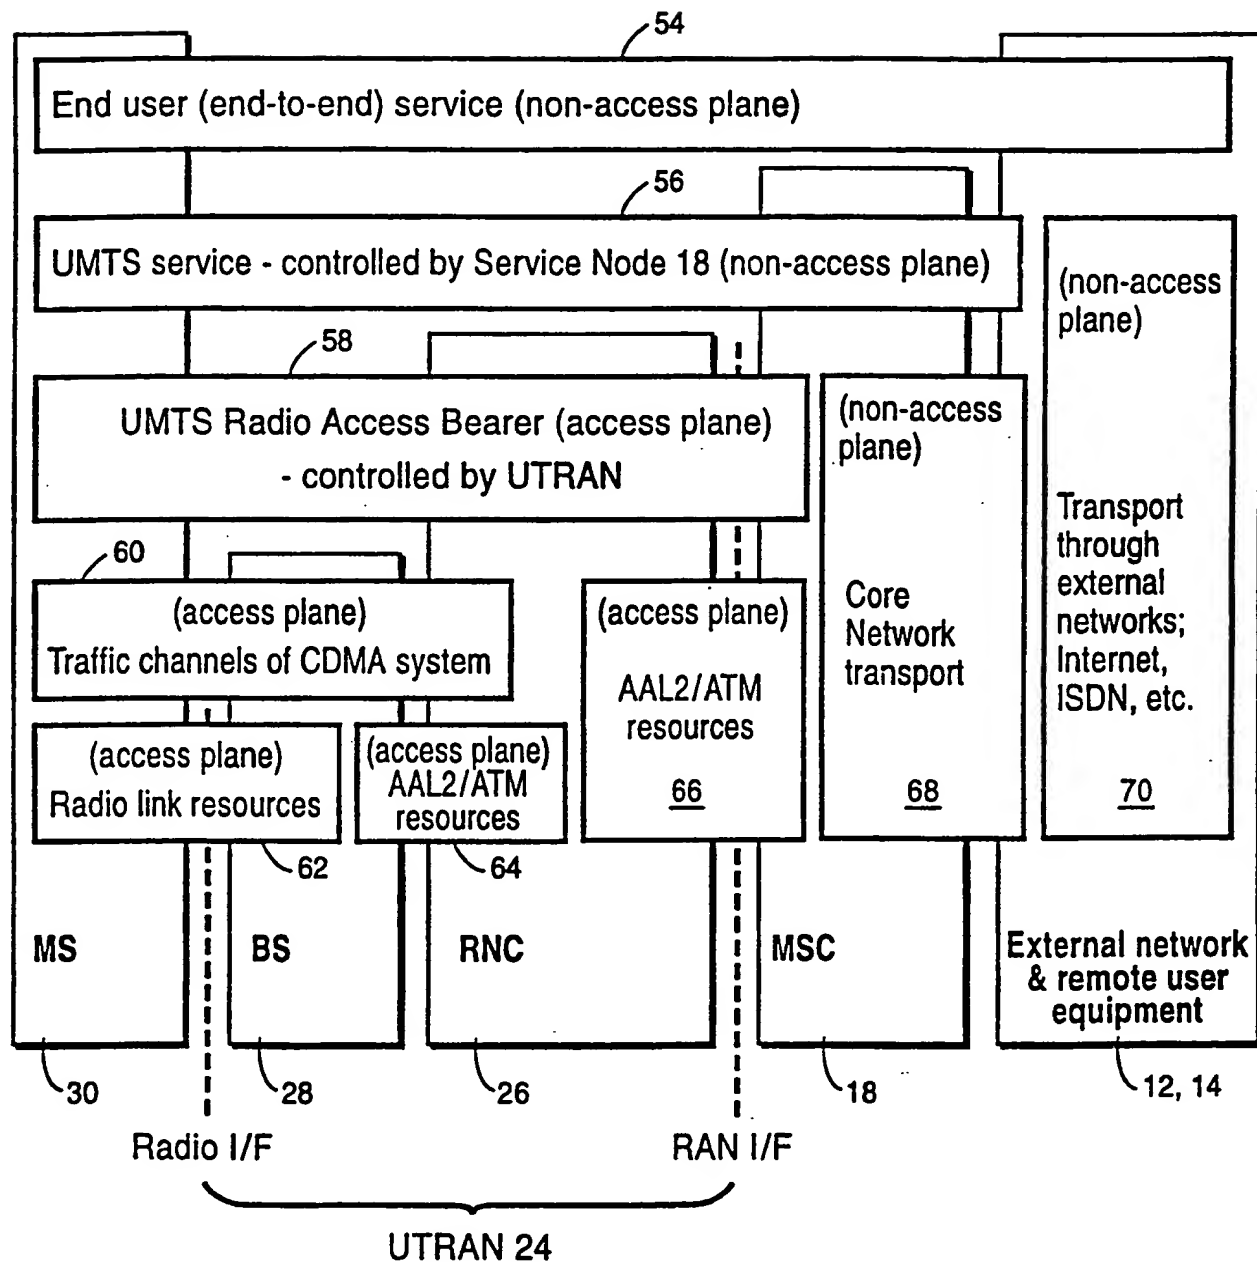 54
End user (end-to-end) service (non-access plane)
56
UMTS service - controlled by Service Node 18 (non-access plane)
(non-access
plane)
Transport
through
external
networks;
Internet,
ISDN, etc.
70
58
UMTS Radio Access Bearer (access plane)
- controlled by UTRAN
(non-access
plane)
Core
Network
transport
68
60
(access plane)
Traffic channels of CDMA system
(access plane)
AAL2/ATM
resources
66
(access plane)
Radio link resources
62
(access plane)
AAL2/ATM
resources
64
MS
BS
RNC
MSC
External network
& remote user
equipment
30
28
26
18
12, 14
Radio I/F
RAN I/F
UTRAN 24